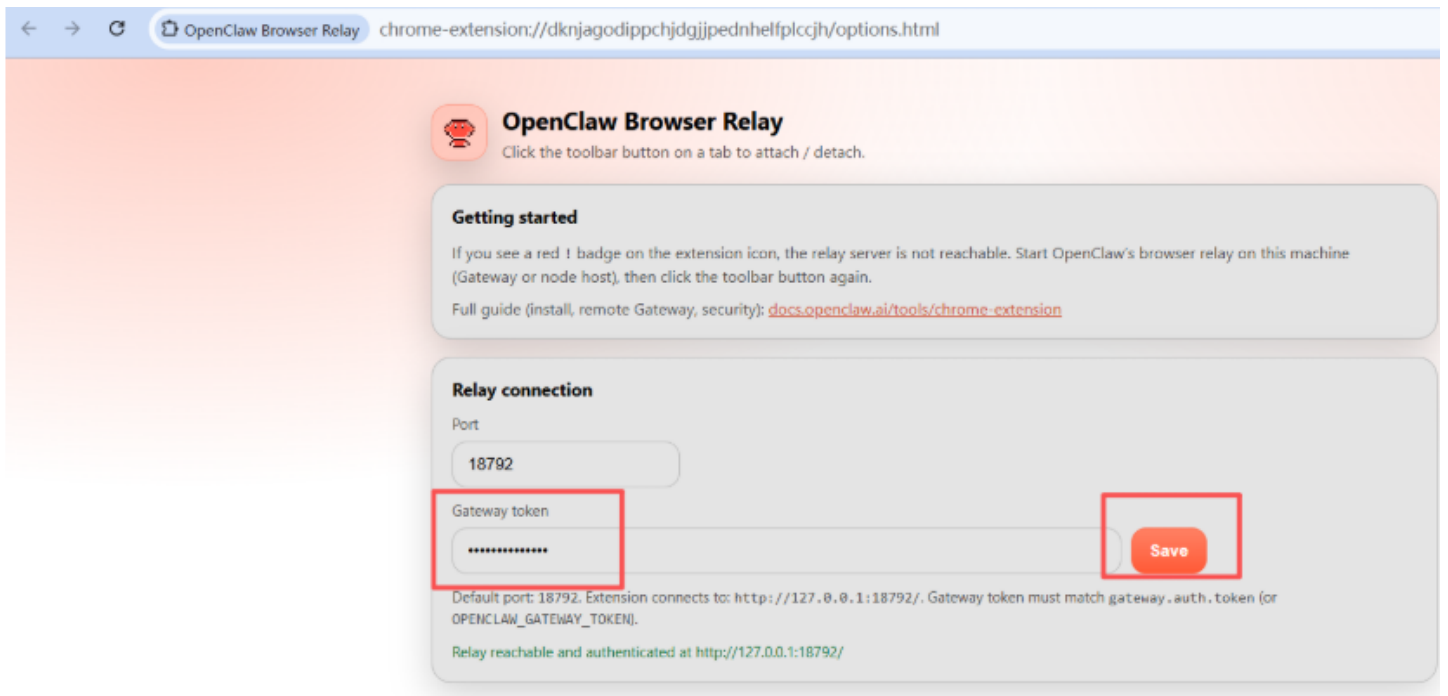 OpenClaw Browser Relay chrome-extension://dknjagodippchjdgjjpednhelfplccjh/options.html
OpenClaw Browser Relay
Click the toolbar button on a tab to attach / detach.
Getting started
If you see a red ! badge on the extension icon, the relay server is not reachable. Start OpenClaw's browser relay on this machine
(Gateway or node host), then click the toolbar button again.
Full guide (install, remote Gateway, security): docs.openclaw.ai/tools/chrome-extension
Relay connection
Port
18792
Gateway token
••••••••••••••
Save
Default port: 18792. Extension connects to: http://127.0.0.1:18792/. Gateway token must match gateway.auth.token (or
OPENCLAW_GATEWAY_TOKEN).
Relay reachable and authenticated at http://127.0.0.1:18792/